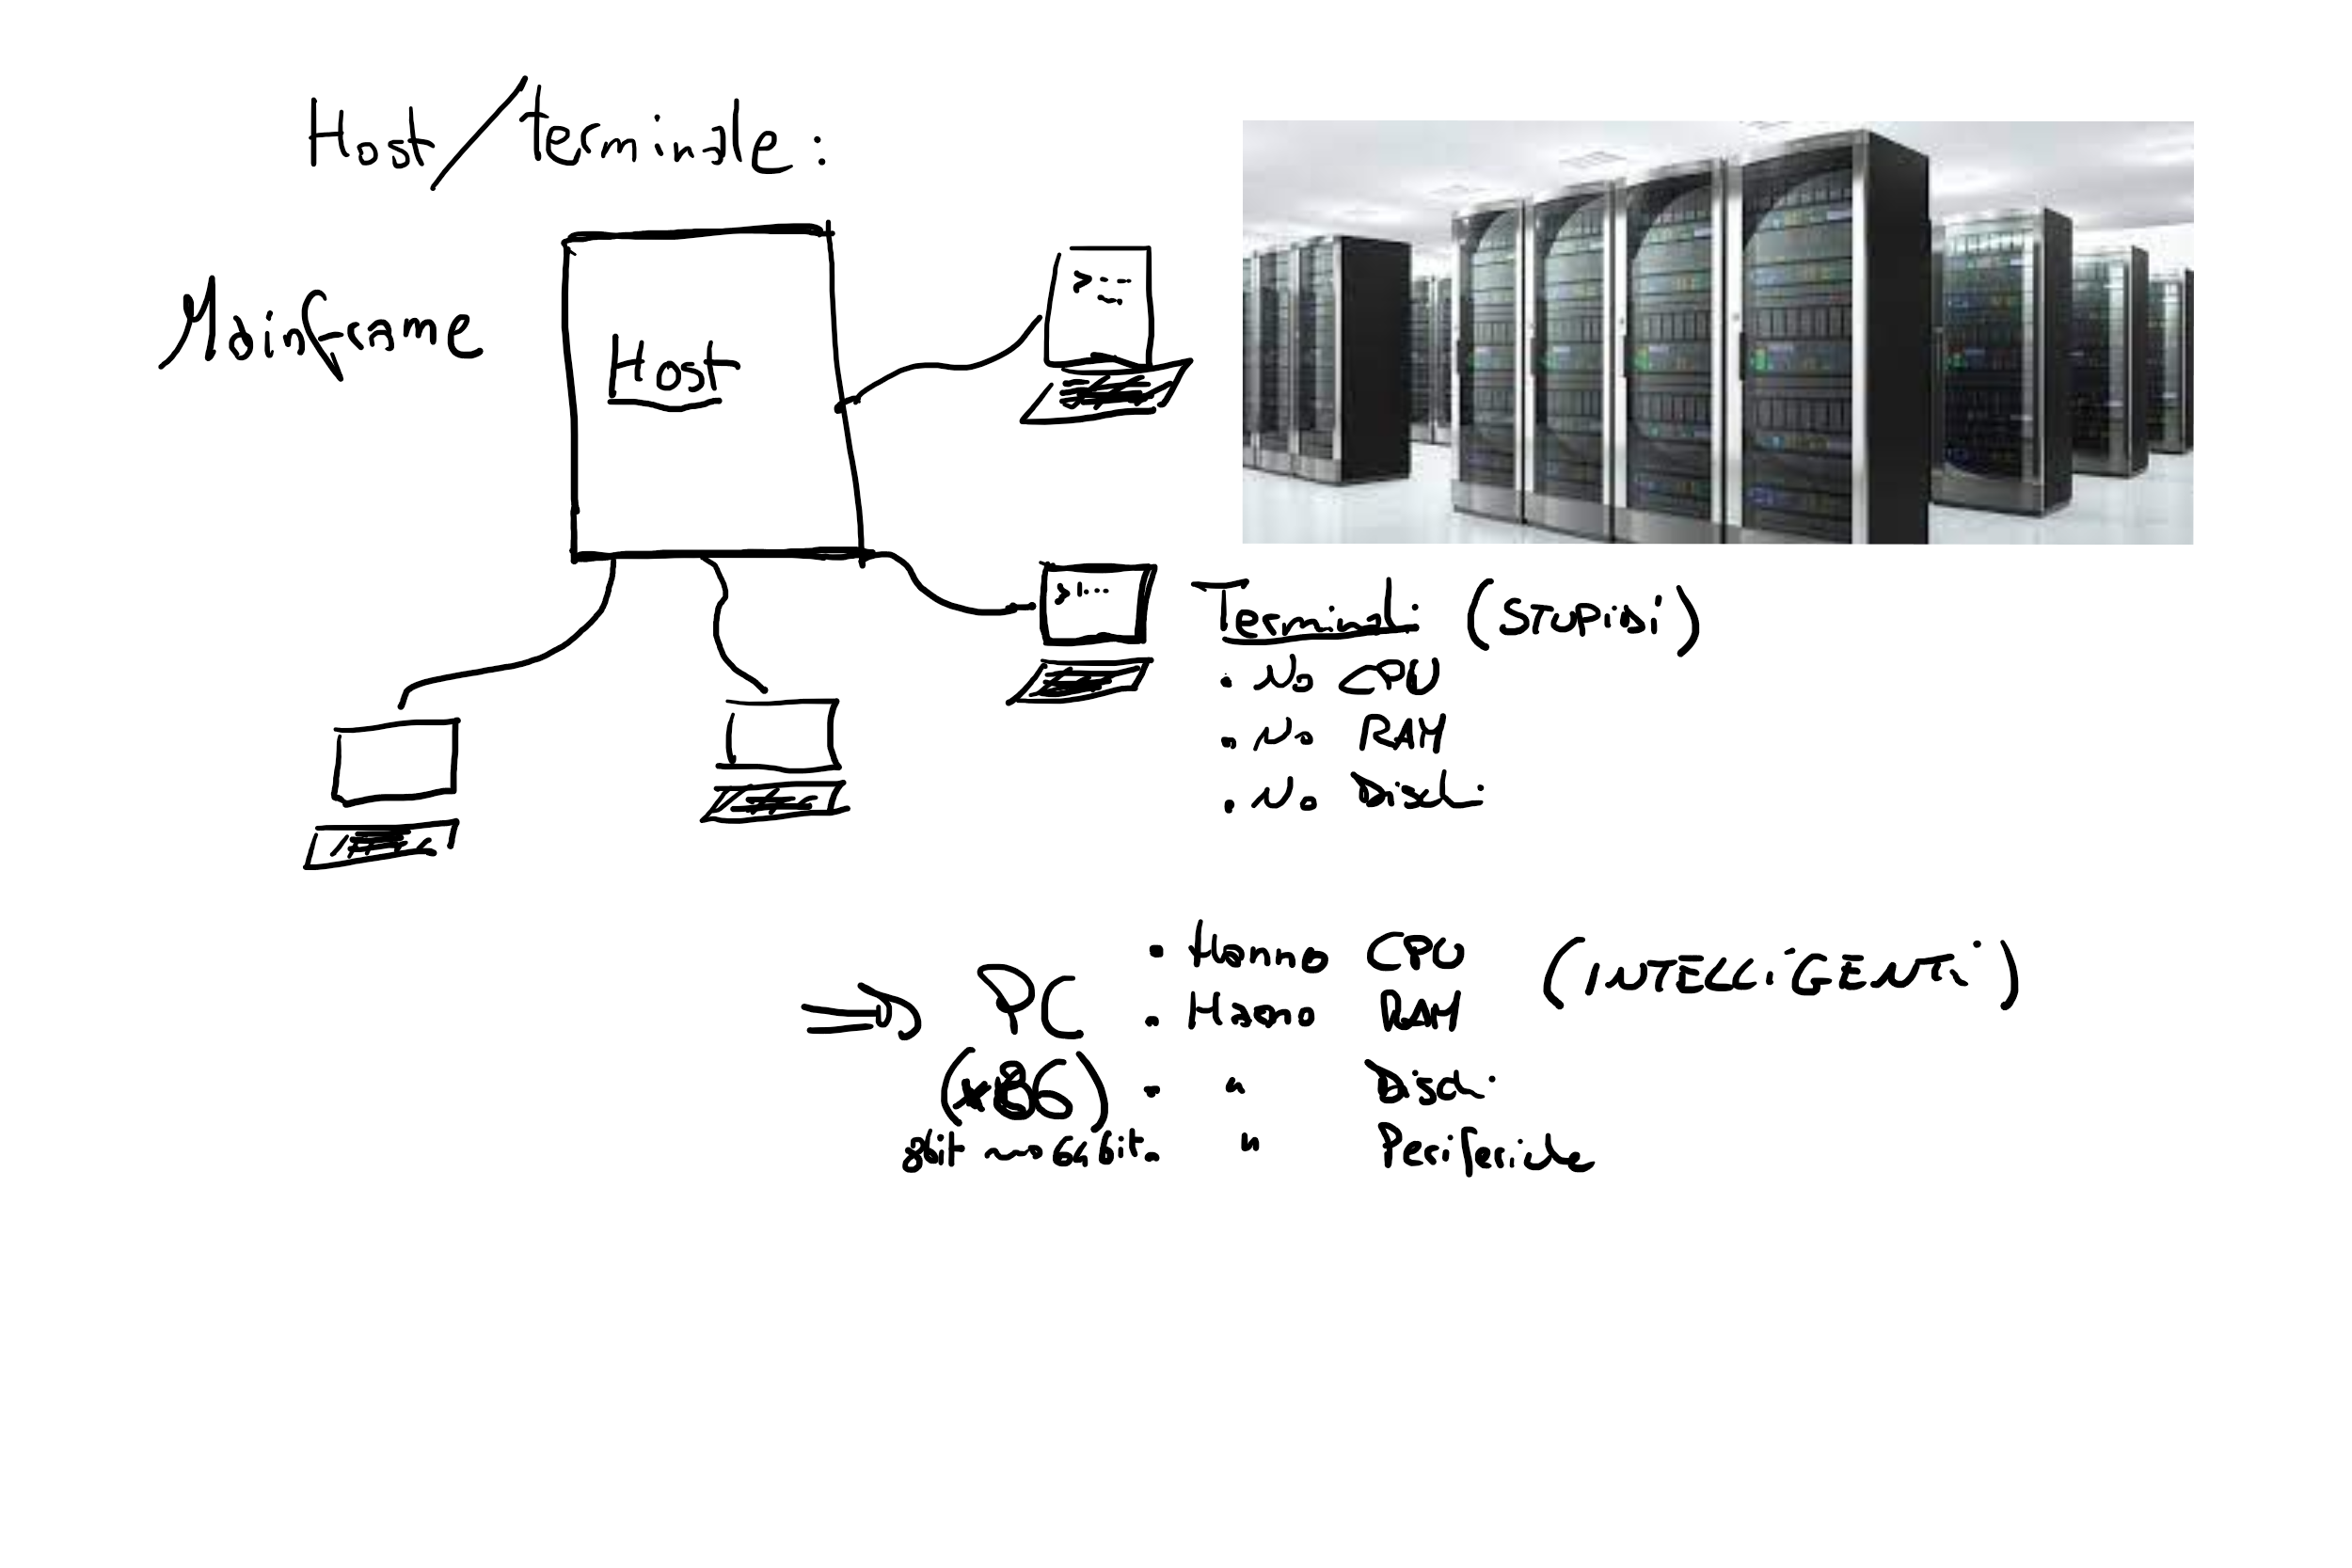 Host/terminale:
Mainframe
Host
>---
>|...
Terminali (STUPIDI)
• No CPU
• No RAM
• No Dischi
⇒ PC
(x86)
8bit ~> 64bit
• Hanno CPU (INTELLIGENTI)
• Hanno RAM
• " Dischi
• " Periferiche